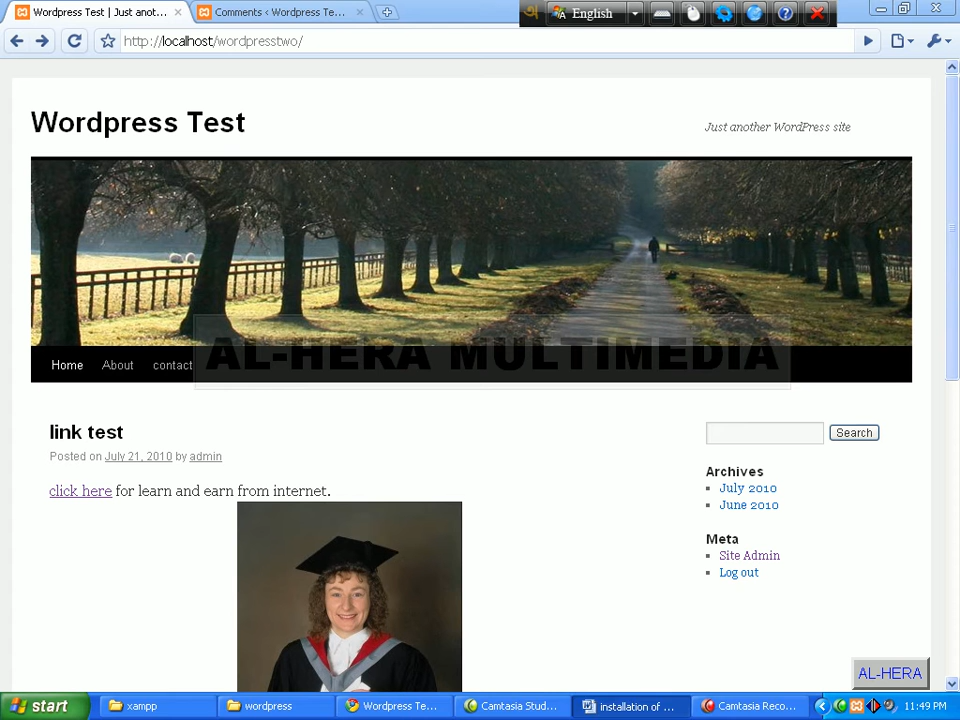 Wordpress Test | Just anot...
Comments ‹ Wordpress Te...
English
http://localhost/wordpresstwo/
Wordpress Test
Just another WordPress site
Home
About
contact
AL-HERA MULTIMEDIA
link test
Posted on July 21, 2010 by admin
click here for learn and earn from internet.
Search
Archives
July 2010
June 2010
Meta
Site Admin
Log out
AL-HERA
start
xampp
wordpress
Wordpress Te...
Camtasia Stud...
installation of ...
Camtasia Reco...
11:49 PM